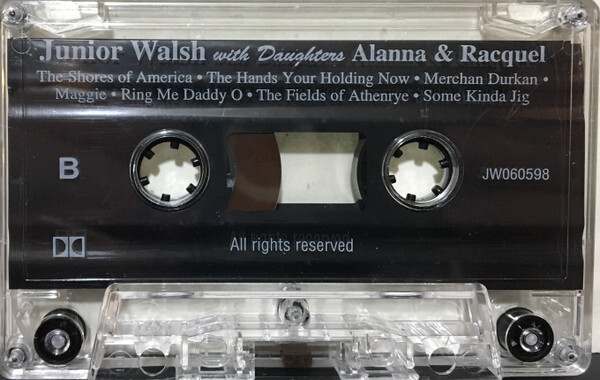 Junior Walsh with Daughters Alanna & Racquel
The Shores of America • The Hands Your Holding Now • Merchan Durkan •
Maggie • Ring Me Daddy O • The Fields of Athenrye • Some Kinda Jig
B
JW060598
All rights reserved